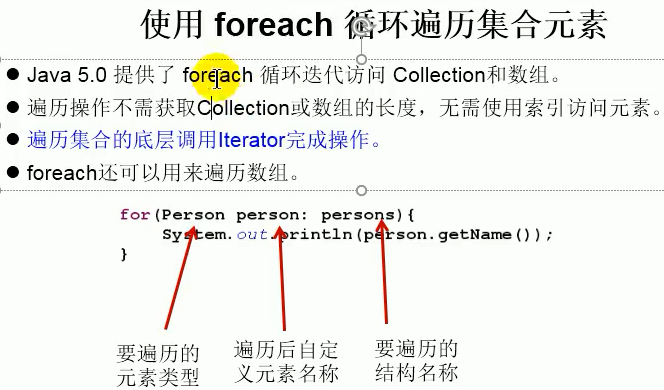 使用 foreach 循环遍历集合元素
● Java 5.0 提供了 foreach 循环迭代访问 Collection和数组。
● 遍历操作不需获取Collection或数组的长度，无需使用索引访问元素。
● 遍历集合的底层调用Iterator完成操作。
● foreach还可以用来遍历数组。
for(Person person: persons){
System.out.println(person.getName());
}
要遍历的
元素类型
遍历后自定
义元素名称
要遍历的
结构名称